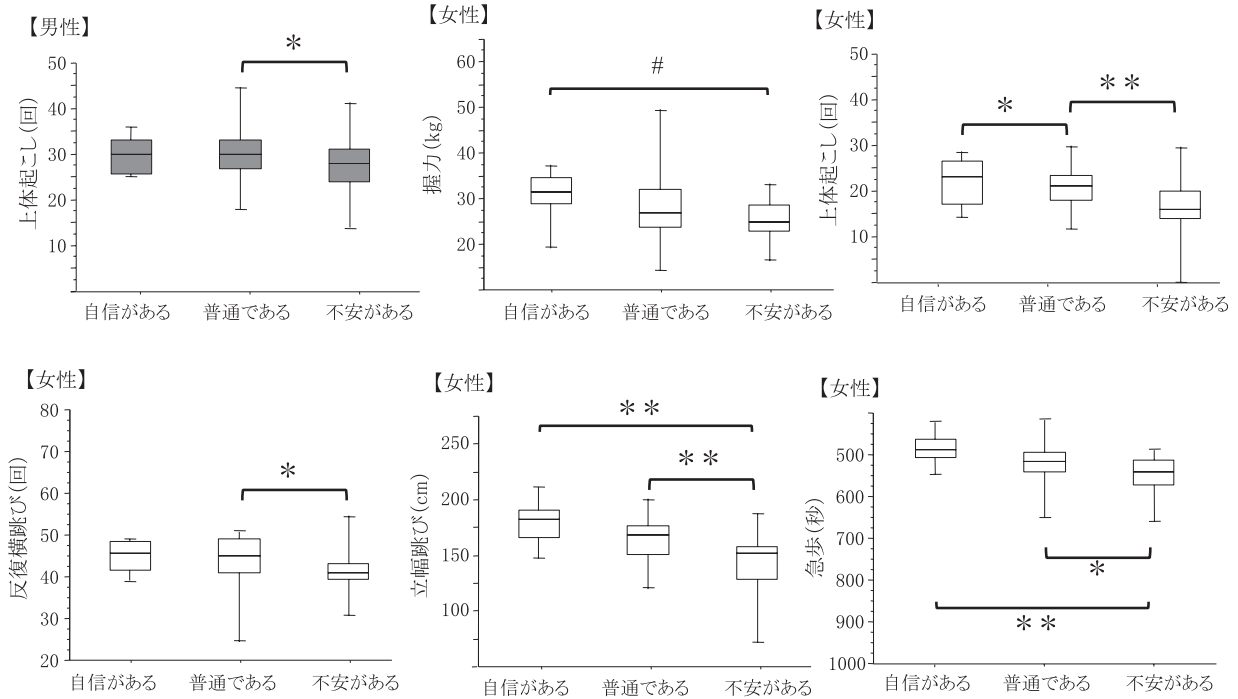 【男性】
*
50
40
30
20
10
上体起こし(回)
自信がある 普通である 不安がある
【女性】
#
60
50
40
30
20
握力(kg)
自信がある 普通である 不安がある
【女性】
* **
50
40
30
20
10
上体起こし(回)
自信がある 普通である 不安がある
【女性】
*
80
70
60
50
40
30
20
反復横跳び(回)
自信がある 普通である 不安がある
【女性】
**
**
250
200
150
100
立幅跳び(cm)
自信がある 普通である 不安がある
【女性】
500
600
700
800
900
1000
急歩(秒)
*
**
自信がある 普通である 不安がある